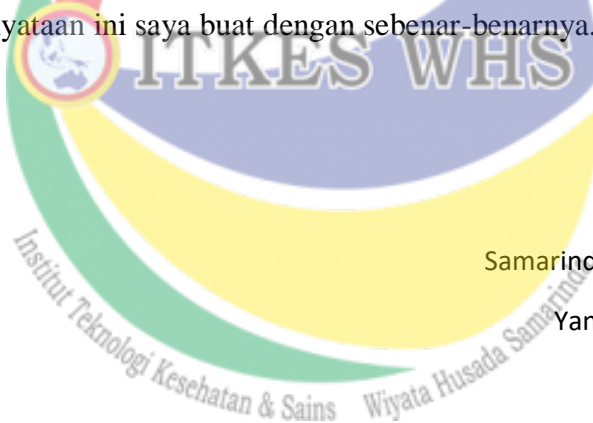 yataan ini saya buat dengan sebenar-benarnya.
ITKES WHS
Samarind
Yan
Institut Teknologi Kesehatan & Sains Wiyata Husada Samarinda